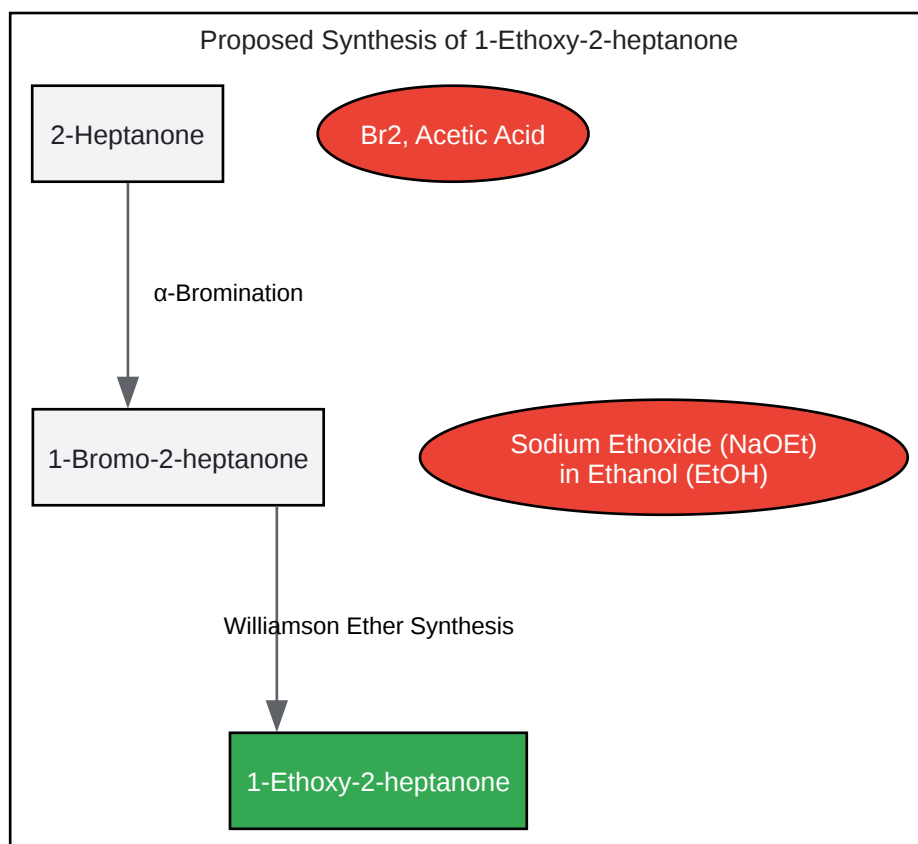 Proposed Synthesis of 1-Ethoxy-2-heptanone
2-Heptanone
Br2, Acetic Acid
α-Bromination
1-Bromo-2-heptanone
Sodium Ethoxide (NaOEt)
in Ethanol (EtOH)
Williamson Ether Synthesis
1-Ethoxy-2-heptanone